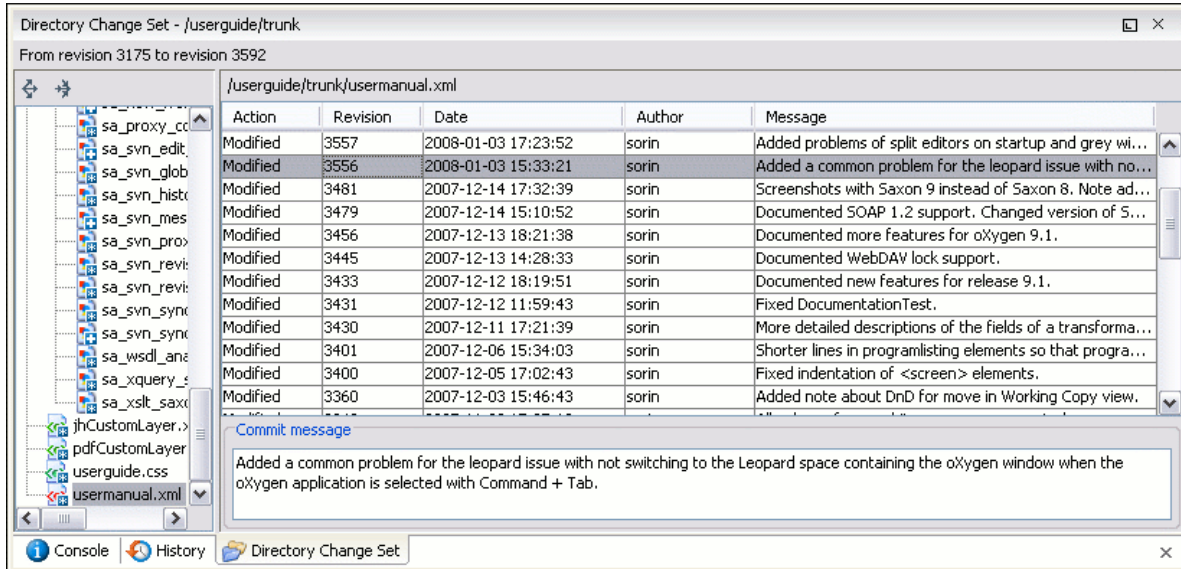 Directory Change Set - /userguide/trunk
From revision 3175 to revision 3592
/userguide/trunk/usermanual.xml
Action Revision Date Author Message
Modified 3557 2008-01-03 17:23:52 sorin Added problems of split editors on startup and grey wi...
Modified 3556 2008-01-03 15:33:21 sorin Added a common problem for the leopard issue with no...
Modified 3481 2007-12-14 17:32:39 sorin Screenshots with Saxon 9 instead of Saxon 8. Note ad...
Modified 3479 2007-12-14 15:10:52 sorin Documented SOAP 1.2 support. Changed version of S...
Modified 3456 2007-12-13 18:21:38 sorin Documented more features for oXygen 9.1.
Modified 3445 2007-12-13 14:28:33 sorin Documented WebDAV lock support.
Modified 3433 2007-12-12 18:19:51 sorin Documented new features for release 9.1.
Modified 3431 2007-12-12 11:59:43 sorin Fixed DocumentationTest.
Modified 3430 2007-12-11 17:21:39 sorin More detailed descriptions of the fields of a transforma...
Modified 3401 2007-12-06 15:34:03 sorin Shorter lines in programlisting elements so that progra...
Modified 3400 2007-12-05 17:02:43 sorin Fixed indentation of <screen> elements.
Modified 3360 2007-12-03 15:46:43 sorin Added note about DnD for move in Working Copy view.
sa_proxy_co
sa_svn_edit_
sa_svn_glob
sa_svn_histo
sa_svn_mes
sa_svn_prox
sa_svn_revi
sa_svn_revi
sa_svn_sync
sa_svn_sync
sa_wsdl_ana
sa_xquery_s
sa_xslt_saxo
jhCustomLayer.x
pdfCustomLayer
userguide.css
usermanual.xml
Commit message
Added a common problem for the leopard issue with not switching to the Leopard space containing the oXygen window when the
oXygen application is selected with Command + Tab.
Console History Directory Change Set